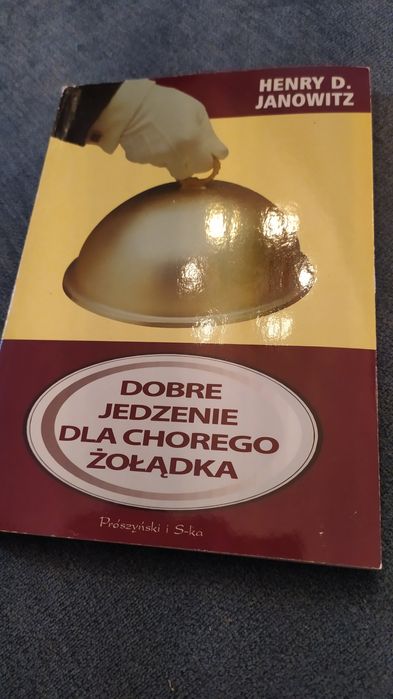 HENRY D.
JANOWITZ
DOBRE
JEDZENIE
DLA CHOREGO
ŻOŁĄDKA
Prószyński i S-ka